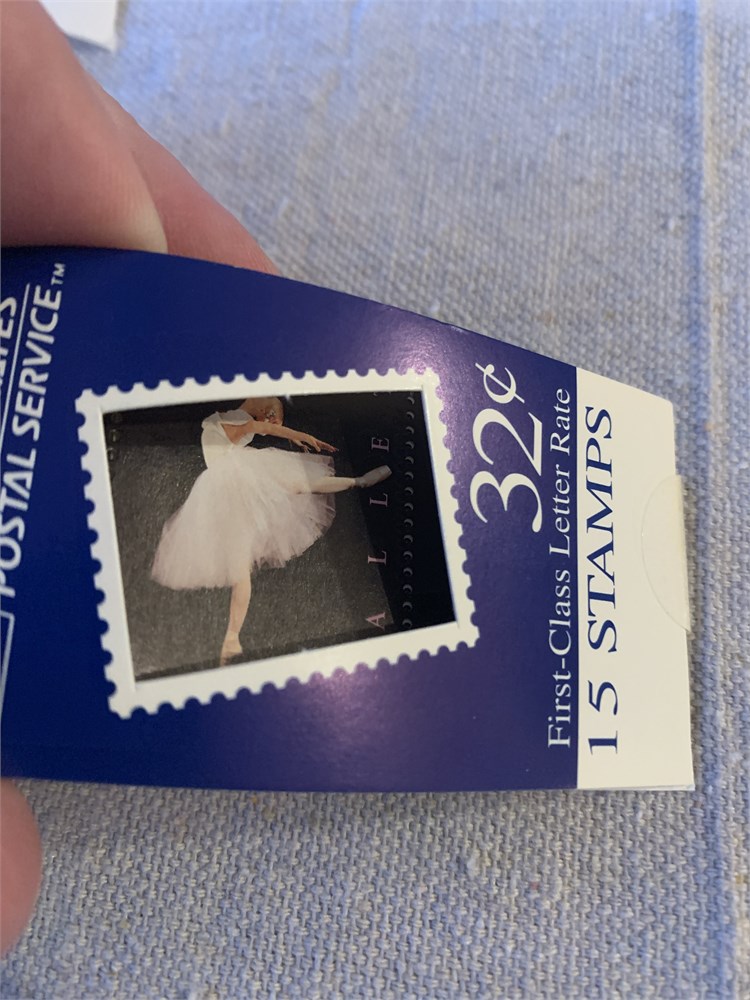 POSTAL SERVICE™
ALLE
32¢
First-Class Letter Rate
15 STAMPS